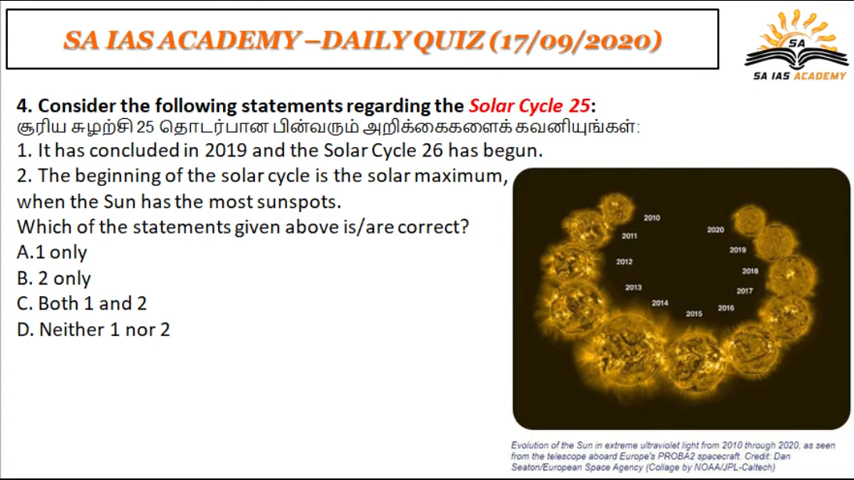 SA IAS ACADEMY –DAILY QUIZ (17/09/2020)
SA
SA IAS ACADEMY
4. Consider the following statements regarding the Solar Cycle 25:
சூரிய சுழற்சி 25 தொடர்பான பின்வரும் அறிக்கைகளைக் கவனியுங்கள்:
1. It has concluded in 2019 and the Solar Cycle 26 has begun.
2. The beginning of the solar cycle is the solar maximum,
when the Sun has the most sunspots.
Which of the statements given above is/are correct?
A.1 only
B. 2 only
C. Both 1 and 2
D. Neither 1 nor 2
2010
2011
2012
2013
2014
2015
2016
2017
2018
2019
2020
Evolution of the Sun in extreme ultraviolet light from 2010 through 2020, as seen
from the telescope aboard Europe's PROBA2 spacecraft. Credit: Dan
Seaton/European Space Agency (Collage by NOAA/JPL-Caltech)